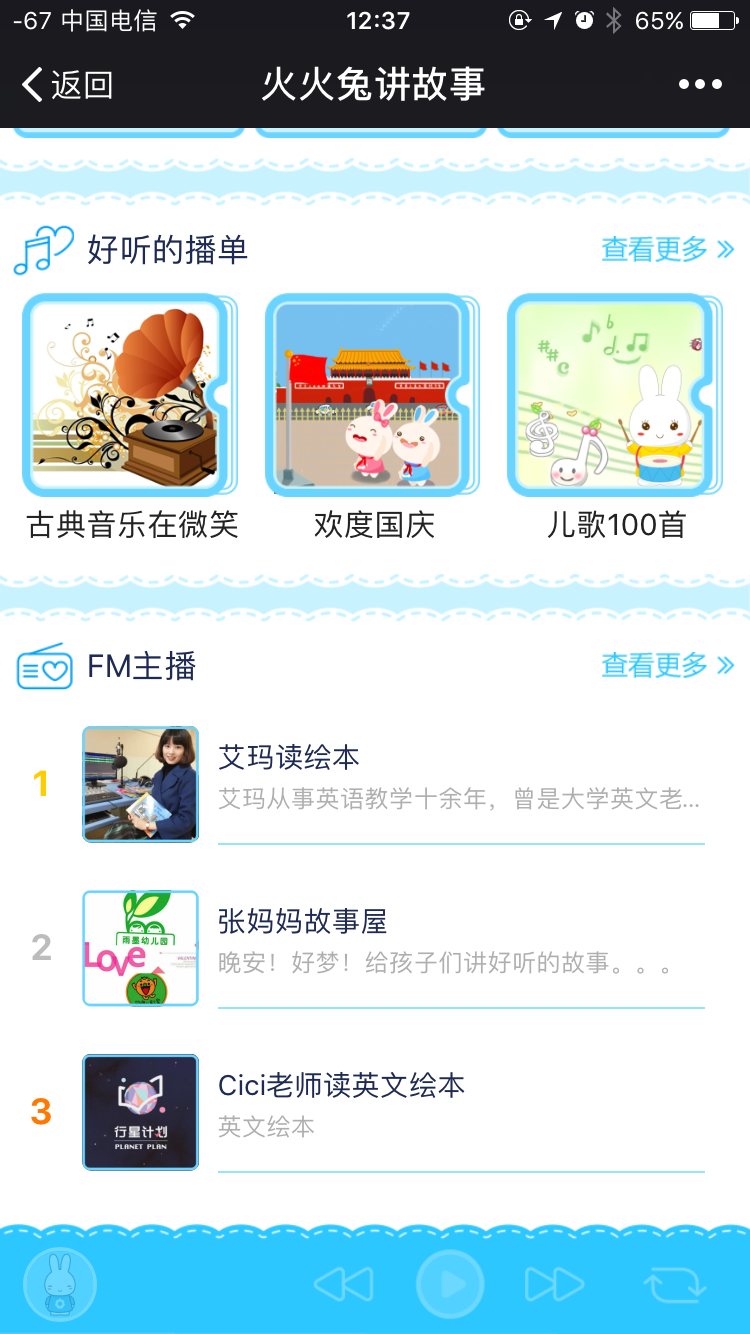 -67 中国电信 12:37 65%
返回 火火兔讲故事
好听的播单 查看更多
古典音乐在微笑 欢度国庆 儿歌100首
FM主播 查看更多
1
艾玛读绘本
艾玛从事英语教学十余年，曾是大学英文老...
2
雨墨幼儿园
Love
张妈妈故事屋
晚安！好梦！给孩子们讲好听的故事。。。
3
行星计划
PLANET PLAN
Cici老师读英文绘本
英文绘本